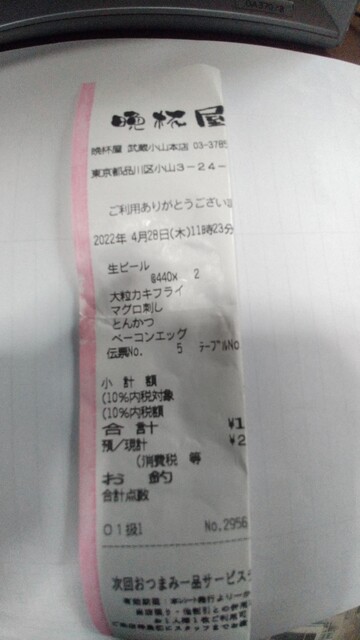 晩杯屋
晩杯屋 武蔵小山本店 03-3785
東京都品川区小山3-24-
ご利用ありがとうござい
2022年 4月28日(木)11時23分
生ビール
@440x 2
大粒カキフライ
マグロ刺し
とんかつ
ベーコンエッグ
伝票No. 5 テーブルNo
小計額
(10%内税対象
(10%内税額
合計 ¥1
預/現計 ¥2
(消費税 等
お釣
合計点数
01扱1 No.2956
次回おつまみ一品サービス